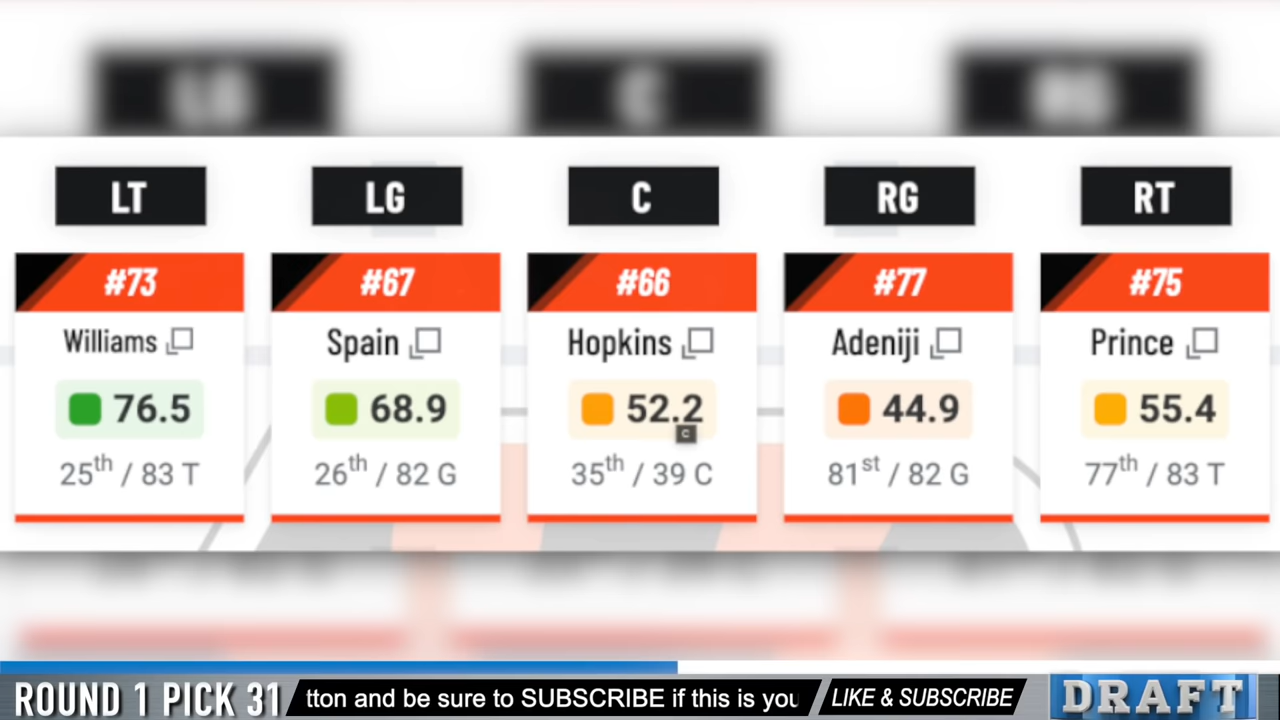 LG C RG
LT LG C RG RT
#73 #67 #66 #77 #75
Williams Spain Hopkins Adeniji Prince
76.5 68.9 52.2 44.9 55.4
C
25th / 83 T 26th / 82 G 35th / 39 C 81st / 82 G 77th / 83 T
ROUND 1 PICK 31 tton and be sure to SUBSCRIBE if this is you LIKE & SUBSCRIBE DRAFT